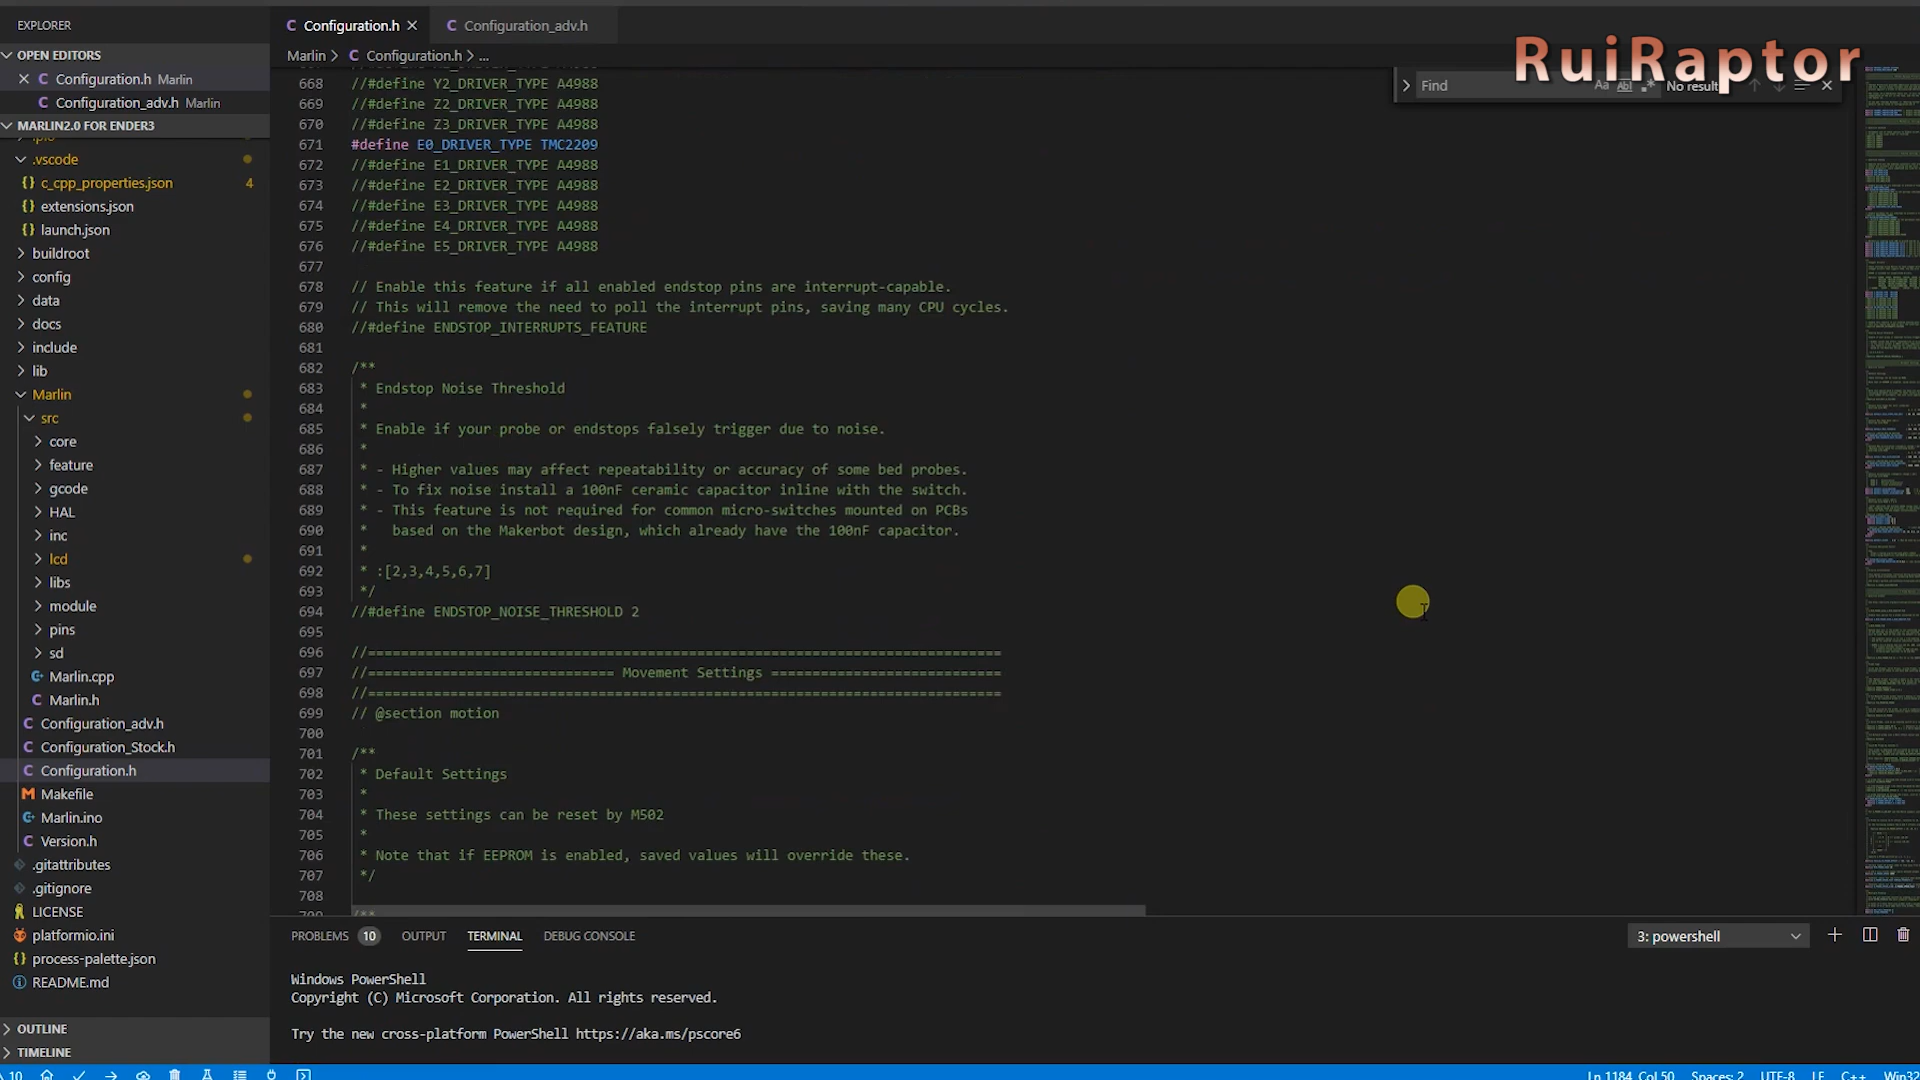 EXPLORER
OPEN EDITORS
Configuration.h Marlin
Configuration_adv.h Marlin
MARLIN2.0 FOR ENDER3
.vscode
c_cpp_properties.json 4
extensions.json
launch.json
buildroot
config
data
docs
include
lib
Marlin
src
core
feature
gcode
HAL
inc
lcd
libs
module
pins
sd
Marlin.cpp
Marlin.h
Configuration_adv.h
Configuration_Stock.h
Configuration.h
Makefile
Marlin.ino
Version.h
.gitattributes
.gitignore
LICENSE
platformio.ini
process-palette.json
README.md
OUTLINE
TIMELINE
Configuration.h
Configuration_adv.h
Marlin > Configuration.h > ...
RuiRaptor
Find Aa Abl No result
668 //#define Y2_DRIVER_TYPE A4988
669 //#define Z2_DRIVER_TYPE A4988
670 //#define Z3_DRIVER_TYPE A4988
671 #define E0_DRIVER_TYPE TMC2209
672 //#define E1_DRIVER_TYPE A4988
673 //#define E2_DRIVER_TYPE A4988
674 //#define E3_DRIVER_TYPE A4988
675 //#define E4_DRIVER_TYPE A4988
676 //#define E5_DRIVER_TYPE A4988
677
678 // Enable this feature if all enabled endstop pins are interrupt-capable.
679 // This will remove the need to poll the interrupt pins, saving many CPU cycles.
680 //#define ENDSTOP_INTERRUPTS_FEATURE
681
682 /**
683 * Endstop Noise Threshold
684 *
685 * Enable if your probe or endstops falsely trigger due to noise.
686 *
687 * - Higher values may affect repeatability or accuracy of some bed probes.
688 * - To fix noise install a 100nF ceramic capacitor inline with the switch.
689 * - This feature is not required for common micro-switches mounted on PCBs
690 * based on the Makerbot design, which already have the 100nF capacitor.
691 *
692 * :[2,3,4,5,6,7]
693 */
694 //#define ENDSTOP_NOISE_THRESHOLD 2
695
696 //=============================================================================
697 //============================= Movement Settings ============================
698 //=============================================================================
699 // @section motion
700
701 /**
702 * Default Settings
703 *
704 * These settings can be reset by M502
705 *
706 * Note that if EEPROM is enabled, saved values will override these.
707 */
708
709 /**
PROBLEMS 10 OUTPUT TERMINAL DEBUG CONSOLE
3: powershell
Windows PowerShell
Copyright (C) Microsoft Corporation. All rights reserved.
Try the new cross-platform PowerShell https://aka.ms/pscore6
10
Ln 1184, Col 50 Spaces: 2 UTF-8 LF C++ Win32